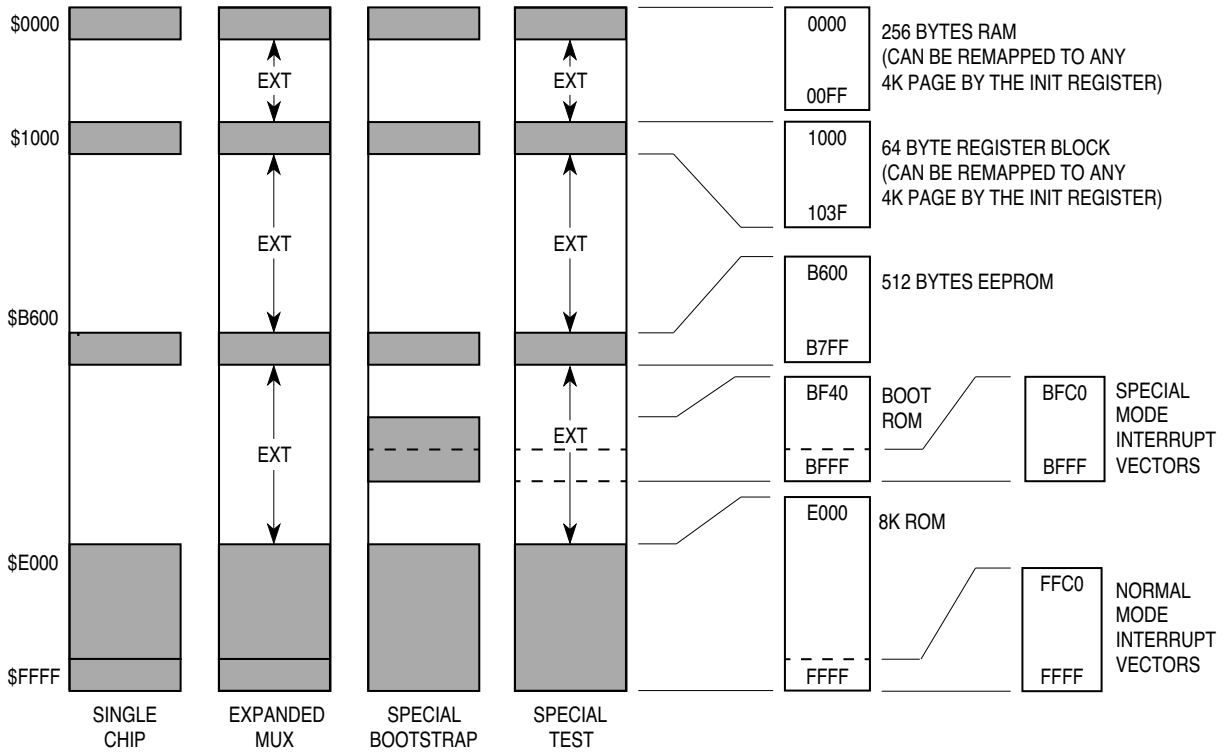 $0000
$1000
$B600
$E000
$FFFF
SINGLE
CHIP
EXT
EXT
EXT
EXPANDED
MUX
SPECIAL
BOOTSTRAP
EXT
EXT
EXT
SPECIAL
TEST
0000
00FF
256 BYTES RAM
(CAN BE REMAPPED TO ANY
4K PAGE BY THE INIT REGISTER)
1000
103F
64 BYTE REGISTER BLOCK
(CAN BE REMAPPED TO ANY
4K PAGE BY THE INIT REGISTER)
B600
B7FF
512 BYTES EEPROM
BF40
BFFF
BOOT
ROM
BFC0
BFFF
SPECIAL
MODE
INTERRUPT
VECTORS
E000
FFFF
8K ROM
FFC0
FFFF
NORMAL
MODE
INTERRUPT
VECTORS